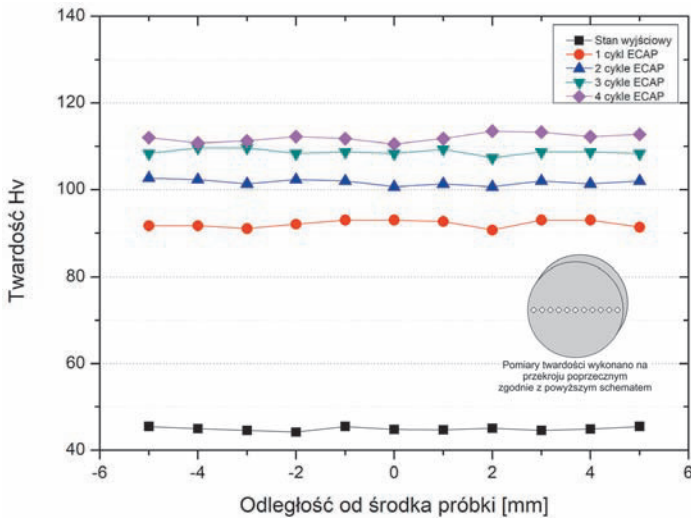 140
120
100
80
60
40
Twardość Hv
Stan wyjściowy
1 cykl ECAP
2 cykle ECAP
3 cykle ECAP
4 cykle ECAP
Pomiary twardości wykonano na
przekroju poprzecznym
zgodnie z powyższym schematem
-6
-4
-2
0
2
4
6
Odległość od środka próbki [mm]